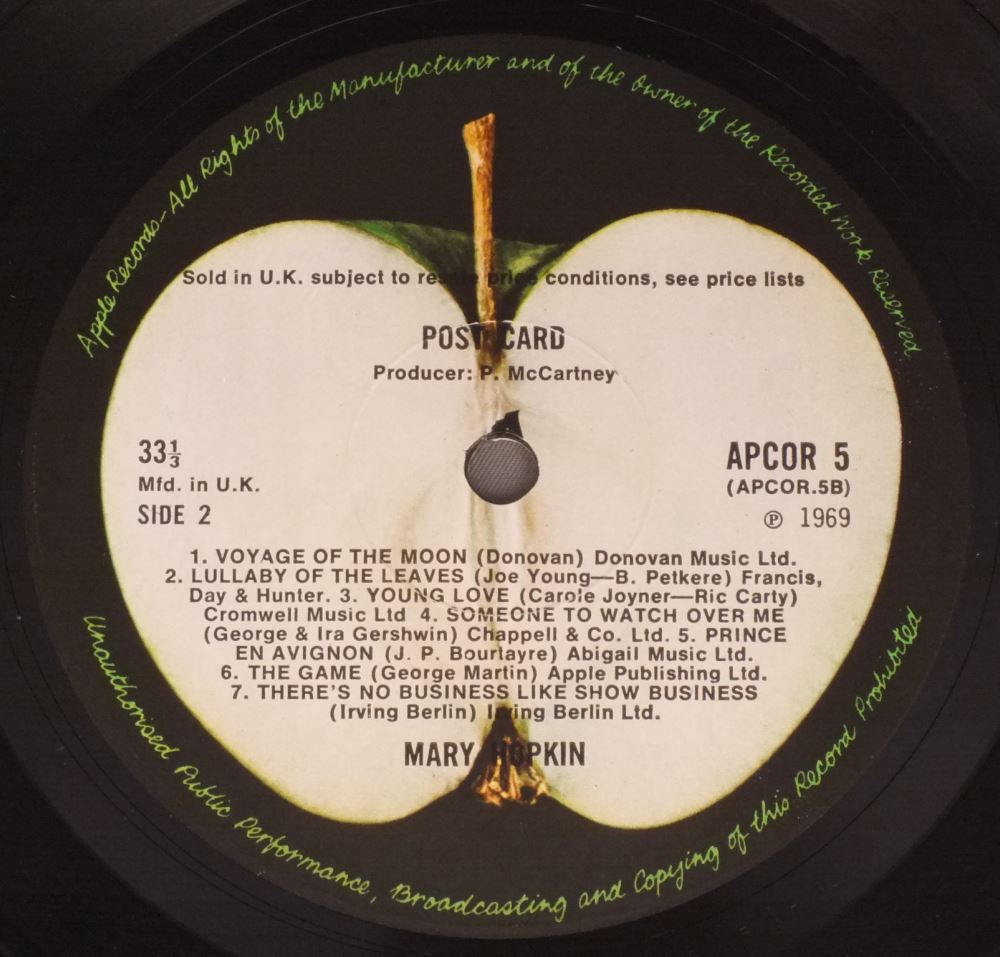 Apple Records-All Rights of the Manufacturer and of the Owner of the Recorded Work Reserved
Sold in U.K. subject to resale price conditions, see price lists
POST CARD
Producer: P. McCartney
33⅓
Mfd. in U.K.
SIDE 2
APCOR 5
(APCOR.5B)
℗ 1969
1. VOYAGE OF THE MOON (Donovan) Donovan Music Ltd.
2. LULLABY OF THE LEAVES (Joe Young—B. Petkere) Francis,
Day & Hunter. 3. YOUNG LOVE (Carole Joyner—Ric Carty)
Cromwell Music Ltd 4. SOMEONE TO WATCH OVER ME
(George & Ira Gershwin) Chappell & Co. Ltd. 5. PRINCE
EN AVIGNON (J. P. Bourtayre) Abigail Music Ltd.
6. THE GAME (George Martin) Apple Publishing Ltd.
7. THERE'S NO BUSINESS LIKE SHOW BUSINESS
(Irving Berlin) Irving Berlin Ltd.
MARY HOPKIN
Unauthorised Public Performance, Broadcasting and Copying of this Record Prohibited